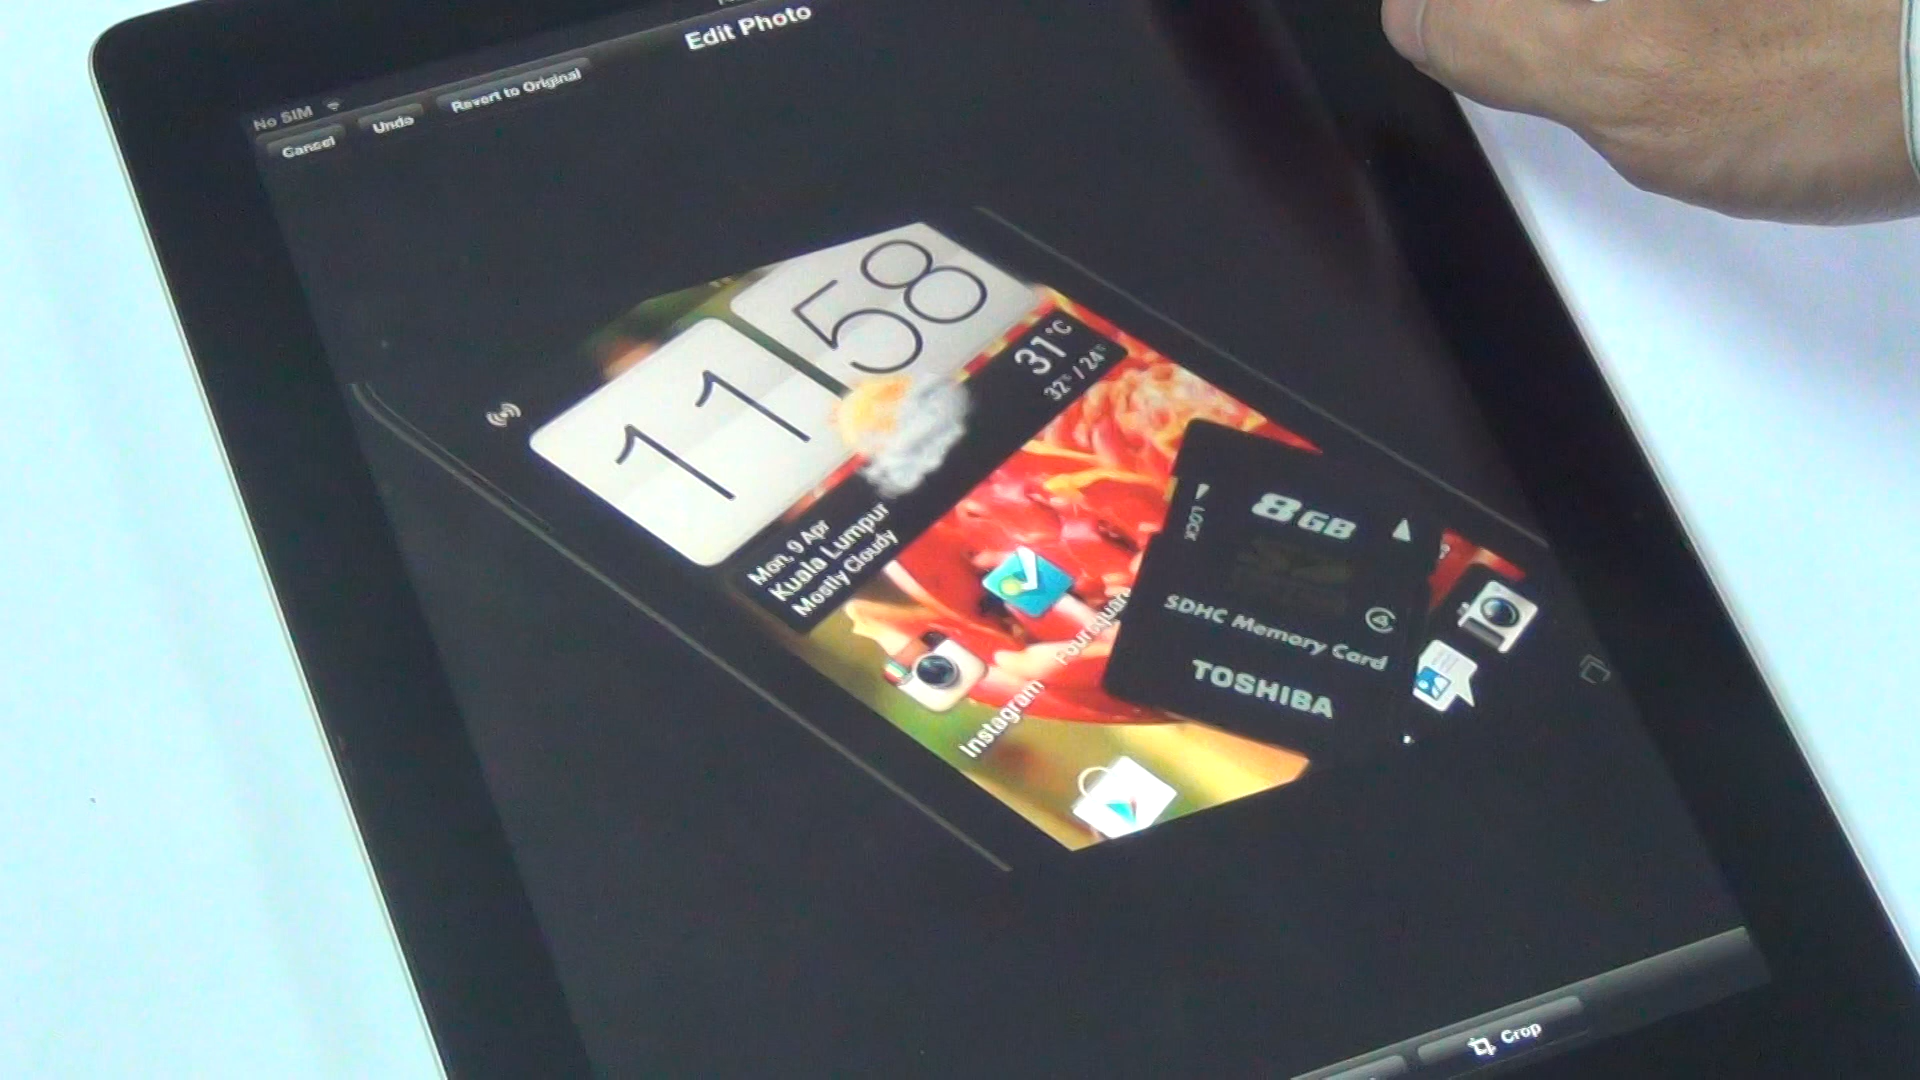 Edit Photo
No SIM
Cancel
Undo
Revert to Original
11
58
31°C
32° / 24°
Mon, 9 Apr
Kuala Lumpur
Mostly Cloudy
Foursquare
Instagram
LOCK
8GB
4
SDHC Memory Card
TOSHIBA
Crop